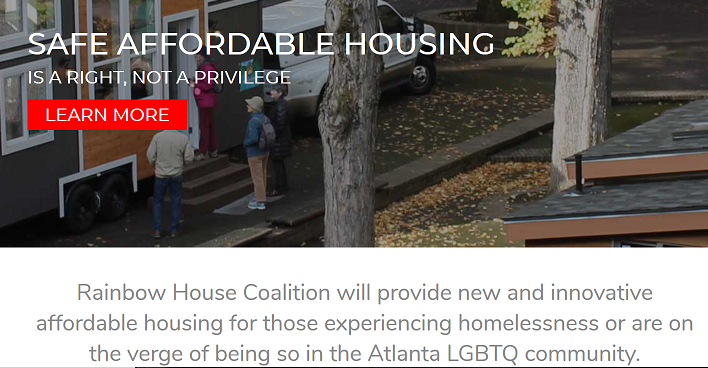 SAFE AFFORDABLE HOUSING
IS A RIGHT, NOT A PRIVILEGE
LEARN MORE
Rainbow House Coalition will provide new and innovative
affordable housing for those experiencing homelessness or are on
the verge of being so in the Atlanta LGBTQ community.